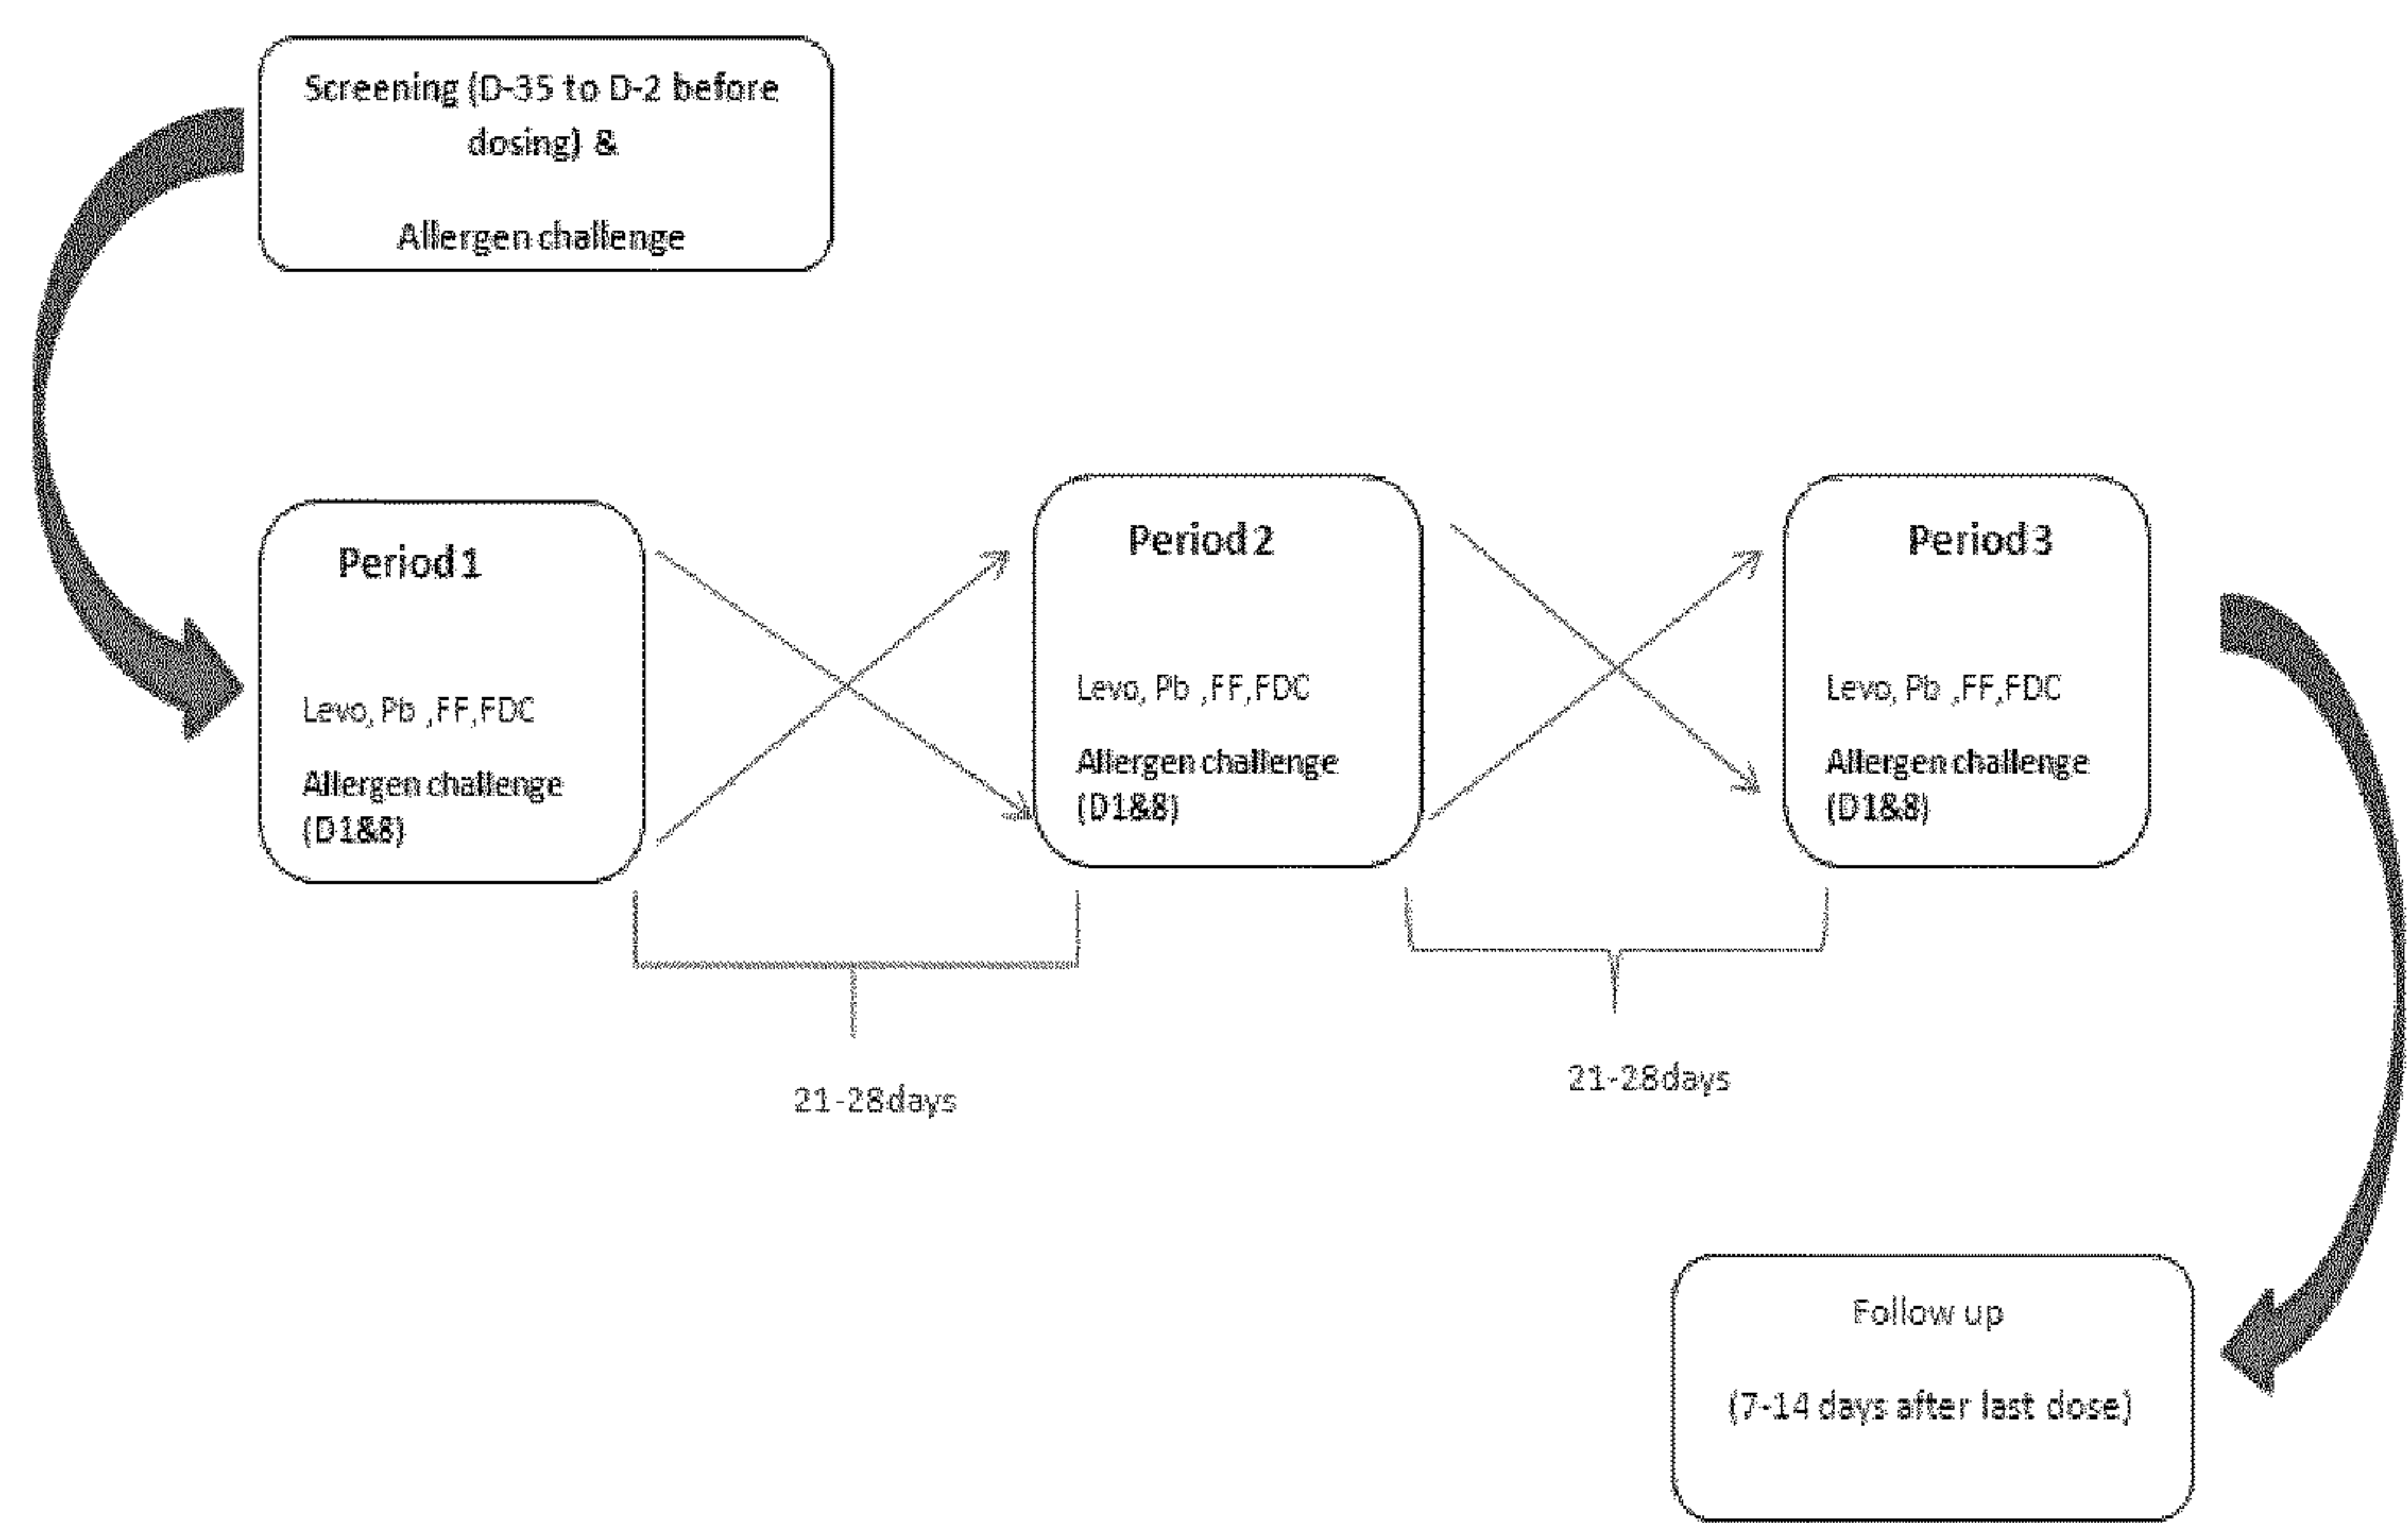 Screening (D-35 to D-2 before
dosing) &
Allergen challenge
Period 1
Levo, Pb ,FF,FDC
Allergen challenge
(D1&8)
Period 2
Levo, Pb ,FF,FDC
Allergen challenge
(D1&8)
Period 3
Levo, Pb ,FF,FDC
Allergen challenge
(D1&8)
21-28days
21-28days
Follow up
(7-14 days after last dose)